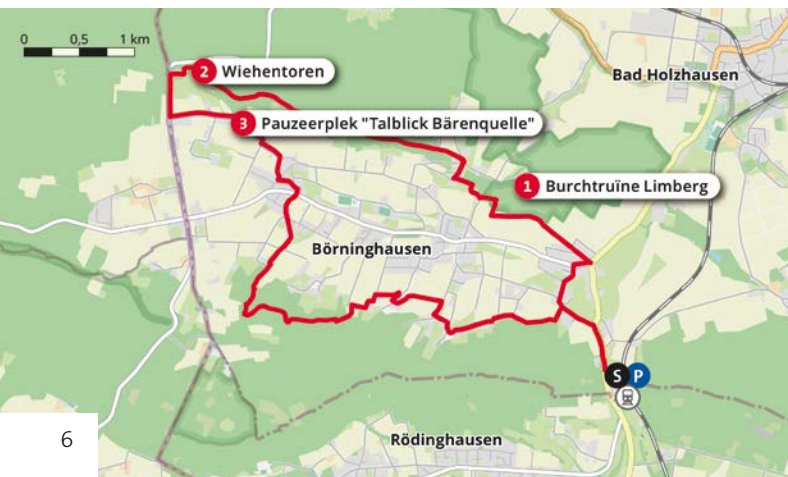 0 0,5 1 km
2 Wiehentoren
Bad Holzhausen
3 Pauzeerplek "Talblick Bärenquelle"
1 Burchtruïne Limberg
Börninghausen
S P
Rödinghausen
6